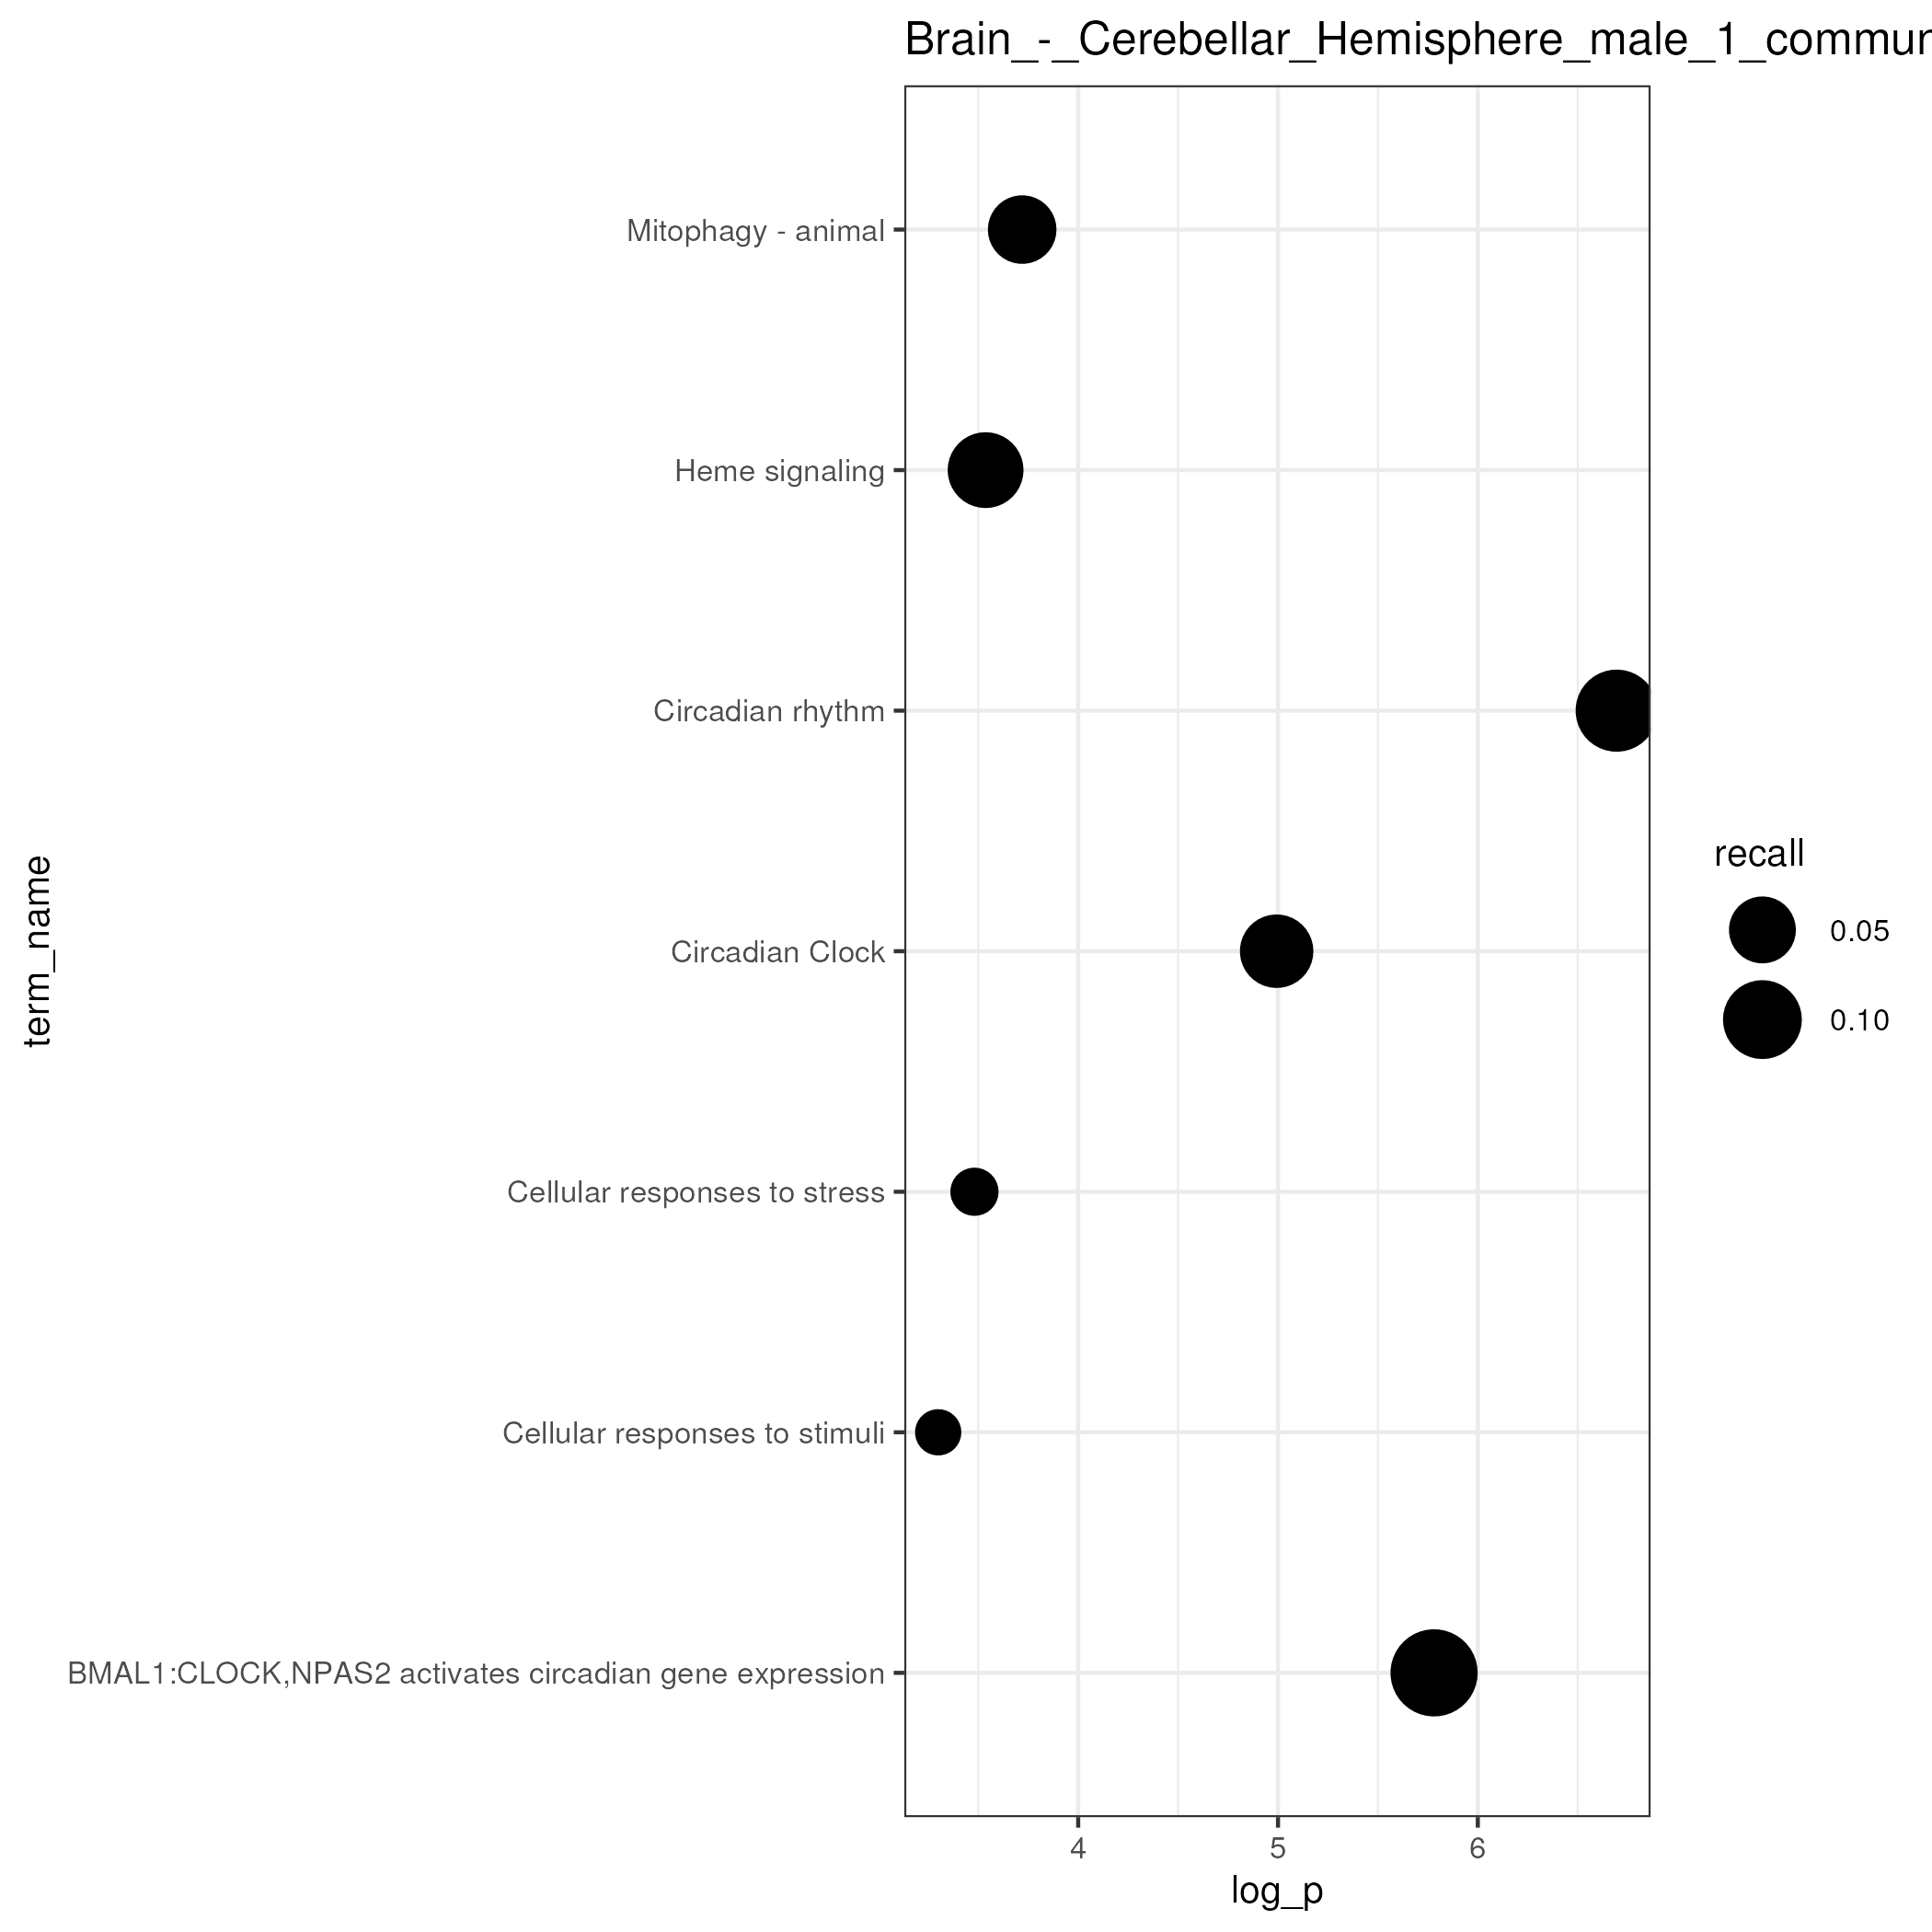 Brain_-_Cerebellar_Hemisphere_male_1_commun
Mitophagy - animal
Heme signaling
Circadian rhythm
Circadian Clock
Cellular responses to stress
Cellular responses to stimuli
BMAL1:CLOCK,NPAS2 activates circadian gene expression
term_name
4 5 6
log_p
recall
0.05
0.10